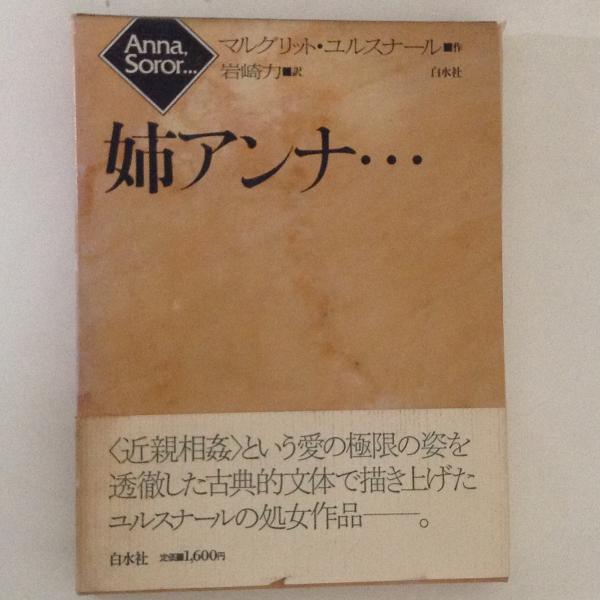 Anna,
Soror...
マルグリット・ユルスナール■作
岩崎力■訳
白水社
姉アンナ…
〈近親相姦〉という愛の極限の姿を
透徹した古典的文体で描き上げた
ユルスナールの処女作品――。
白水社 定価■1,600円